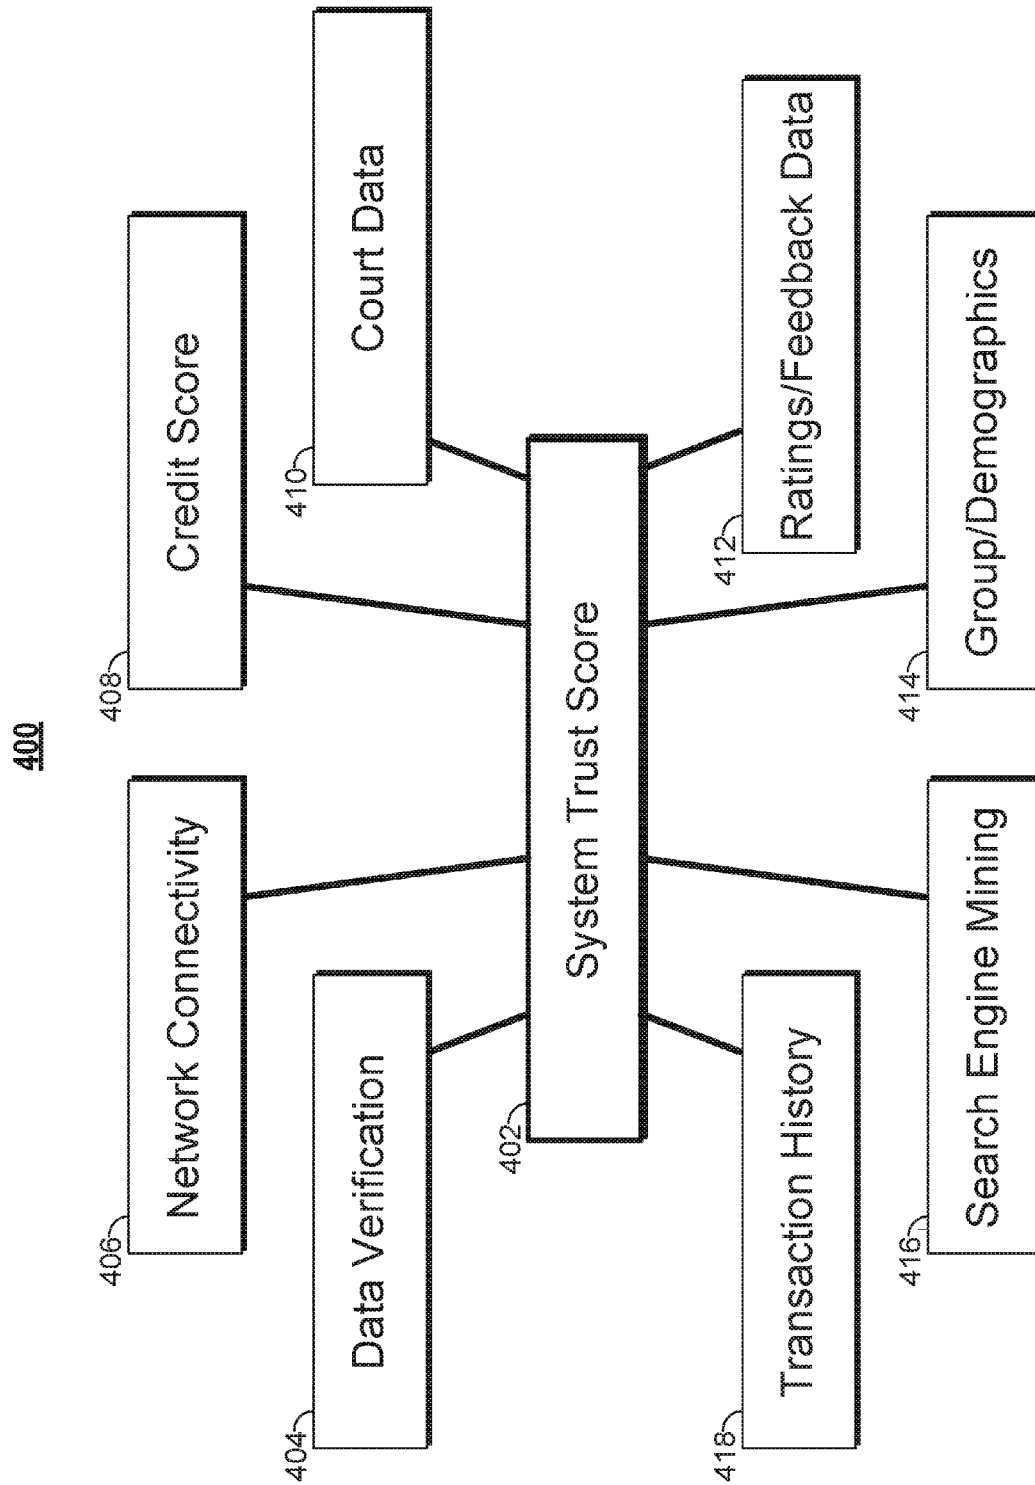 400
406
Network Connectivity
408
Credit Score
404
Data Verification
410
Court Data
402
System Trust Score
418
Transaction History
412
Ratings/Feedback Data
416
Search Engine Mining
414
Group/Demographics